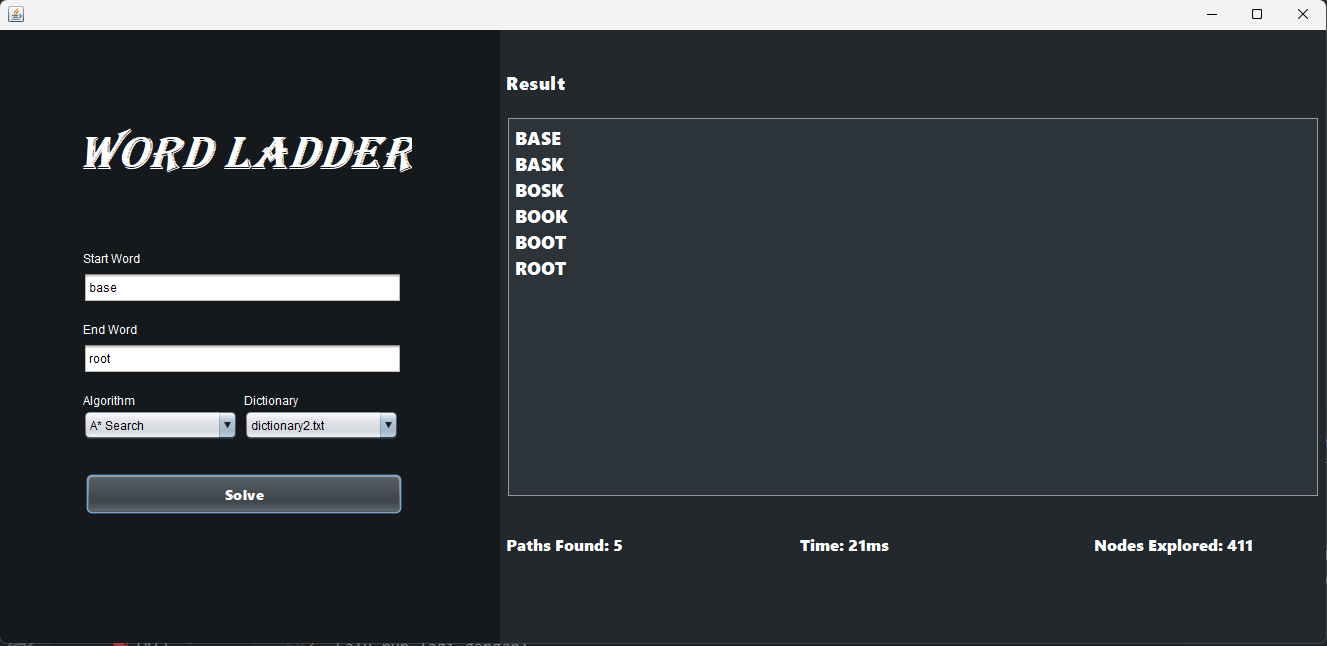 WORD LADDER
Start Word
base
End Word
root
Algorithm Dictionary
A* Search dictionary2.txt
Solve
Result
BASE
BASK
BOSK
BOOK
BOOT
ROOT
Paths Found: 5 Time: 21ms Nodes Explored: 411